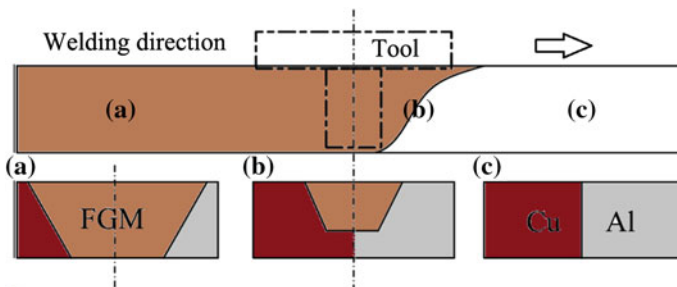 Welding direction
Tool
(a)
(b)
(c)
(a)
(b)
(c)
FGM
Cu
Al